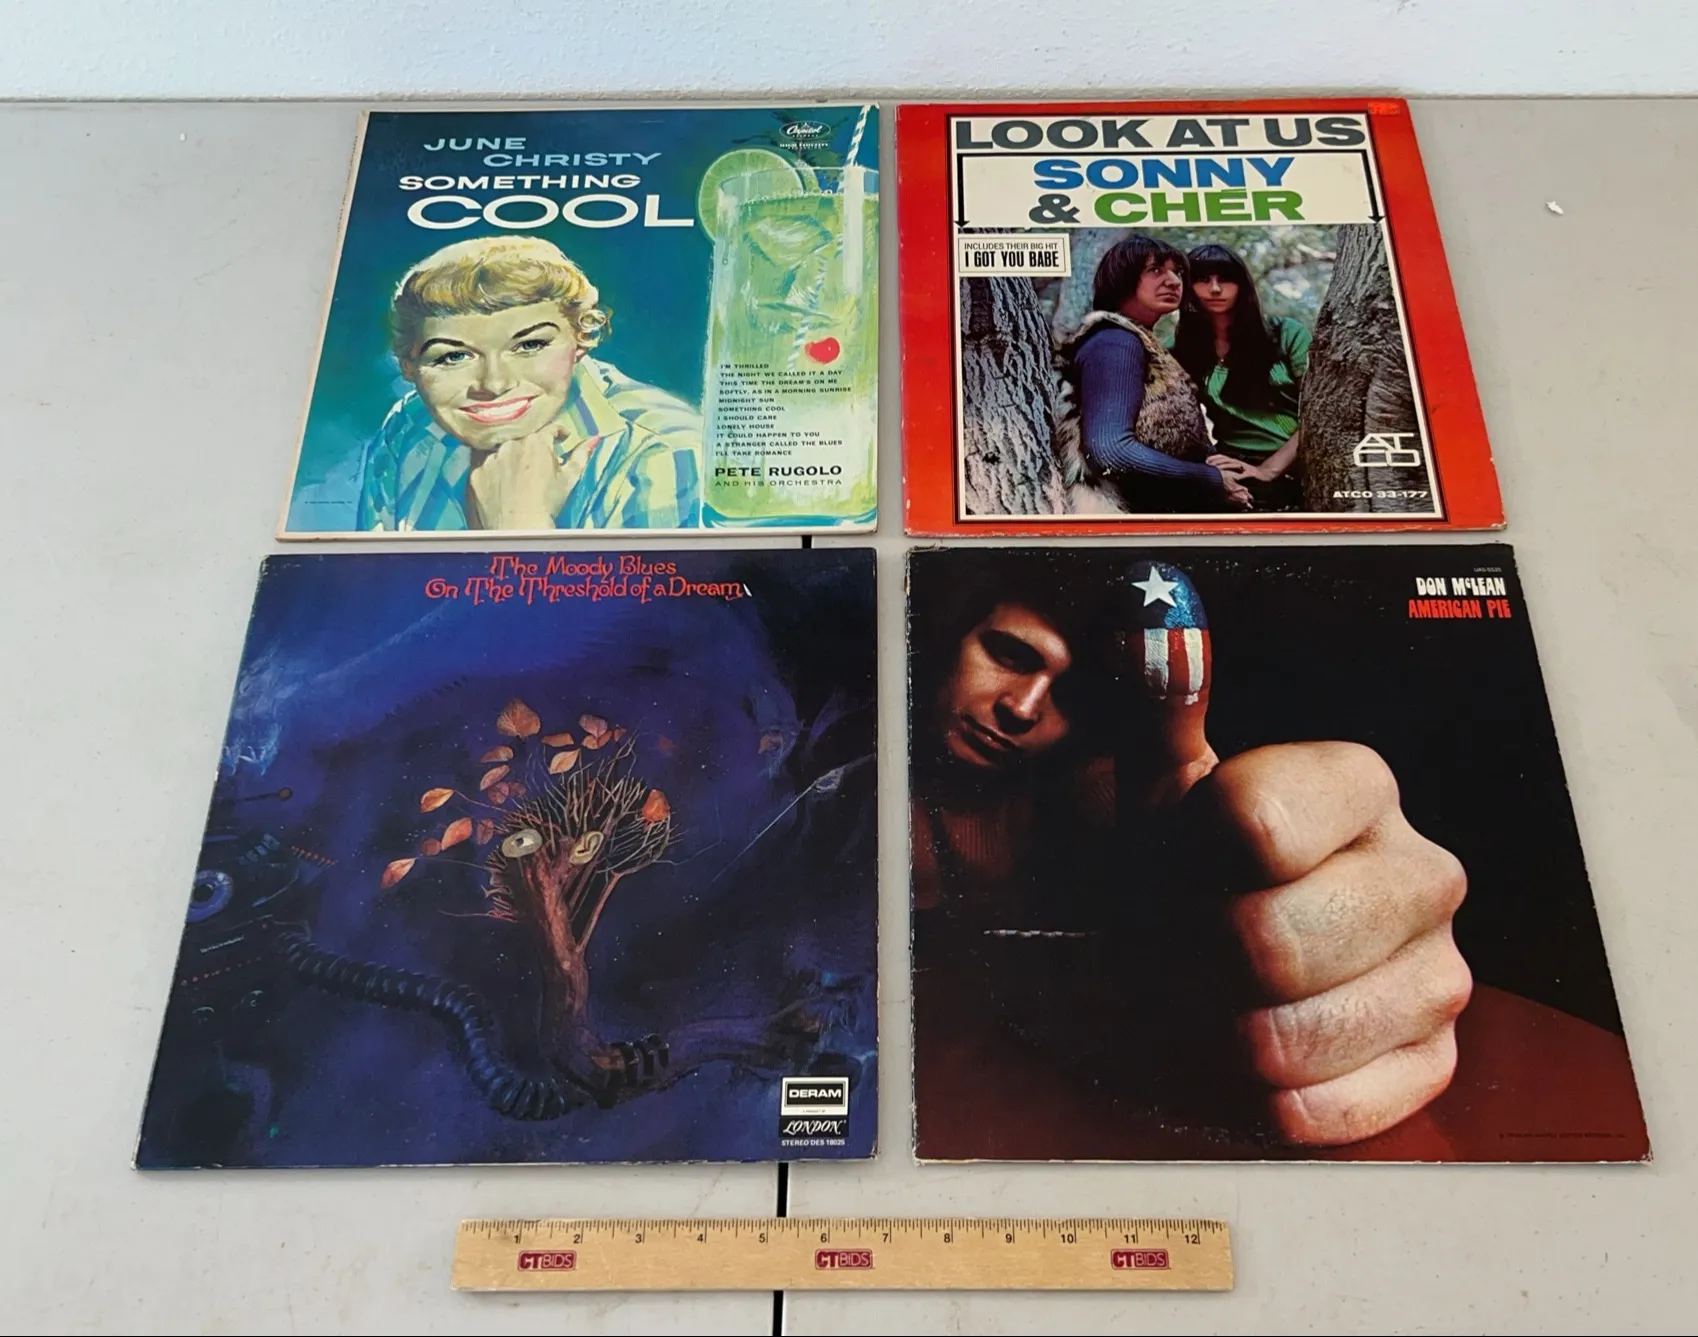 JUNE
CHRISTY
SOMETHING
COOL
Capitol
RECORDS
I'M THRILLED
THE NIGHT WE CALLED IT A DAY
THIS TIME THE DREAM'S ON ME
SOFTLY, AS IN A MORNING SUNRISE
MIDNIGHT SUN
SOMETHING COOL
I SHOULD CARE
LONELY HOUSE
IT COULD HAPPEN TO YOU
A STRANGER CALLED THE BLUES
I'LL TAKE ROMANCE
PETE RUGOLO
AND HIS ORCHESTRA
LOOK AT US
SONNY
& CHÉR
INCLUDES THEIR BIG HIT
I GOT YOU BABE
AT
CO
ATCO 33-177
The Moody Blues
On The Threshold of a Dream
DERAM
LONDON
STEREO DES 18025
DON McLEAN
AMERICAN PIE
1 2 3 4 5 6 7 8 9 10 11 12
CTBIDS CTBIDS CTBIDS